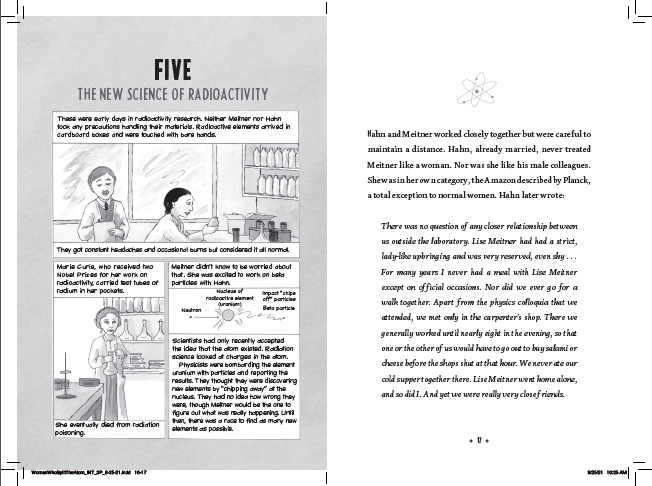 FIVE
THE NEW SCIENCE OF RADIOACTIVITY
These were early days in radioactivity research. Neither Meitner nor Hahn
took any precautions handling their materials. Radioactive elements arrived in
cardboard boxes and were touched with bare hands.
They got constant headaches and occasional burns but considered it all normal.
Marie Curie, who received two
Nobel Prizes for her work on
radioactivity, carried test tubes of
radium in her pockets.
She eventually died from radiation
poisoning.
Meitner didn't know to be worried about
that. She was excited to work on beta
particles with Hahn.
Nucleus of
radioactive element
(uranium)
Impact "chips
off" particles
Neutron
Beta particle
Scientists had only recently accepted
the idea that the atom existed. Radiation
science looked at charges in the atom.
Physicists were bombarding the element
uranium with particles and reporting the
results. They thought they were discovering
new elements by "chipping away" at the
nucleus. They had no idea how wrong they
were, though Meitner would be the one to
figure out what was really happening. Until
then, there was a race to find as many new
elements as possible.
Hahn and Meitner worked closely together but were careful to
maintain a distance. Hahn, already married, never treated
Meitner like a woman. Nor was she like his male colleagues.
She was in her own category, the Amazon described by Planck,
a total exception to normal women. Hahn later wrote:
There was no question of any closer relationship between
us outside the laboratory. Lise Meitner had had a strict,
lady-like upbringing and was very reserved, even shy . . .
For many years I never had a meal with Lise Meitner
except on official occasions. Nor did we ever go for a
walk together. Apart from the physics colloquia that we
attended, we met only in the carpenter's shop. There we
generally worked until nearly eight in the evening, so that
one or the other of us would have to go out to buy salami or
cheese before the shops shut at that hour. We never ate our
cold support together there. Lise Meitner went home alone,
and so did I. And yet we were really very close friends.
17
WomanWhoSplitTheAtom_INT_2P_8-25-21.indd 16-17
8/25/21 10:25 AM